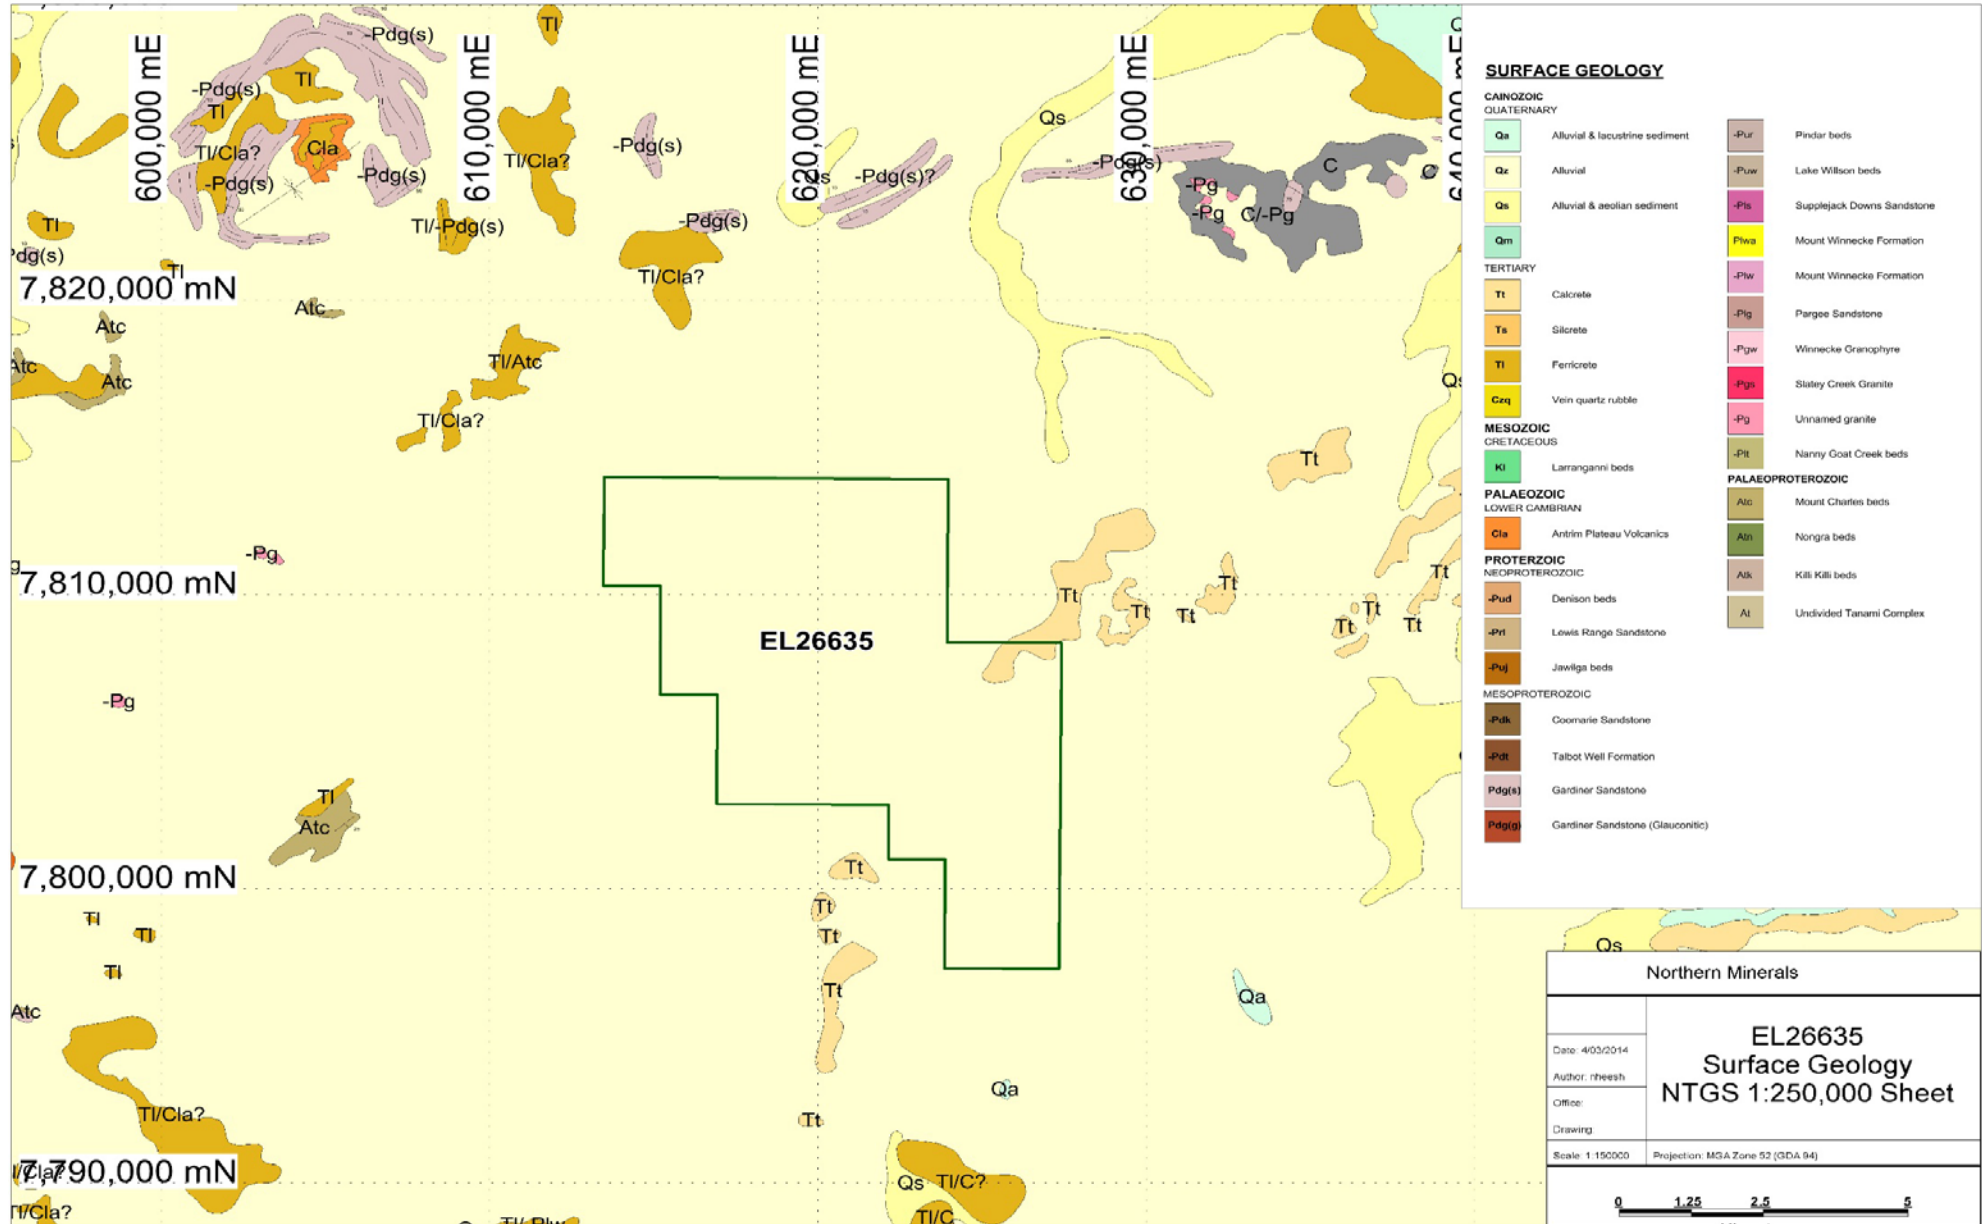 -Pdg(s)
Tl
600,000 mE
610,000 mE
620,000 mE
630,000 mE
640,000 mE
Tl
-Pdg(s)
Tl
Qs
Tl/Cla?
Cla
-Pdg(s)
-Pdg(s)
Tl/Cla?
-Pdg(s)
Qs
-Pdg(s)?
-Pdg(s)
C
C
-Pg
-Pg
C/-Pg
Tl
Tl/-Pdg(s)
-Pdg(s)
Pdg(s)
Tl
Tl/Cla?
7,820,000 mN
Atc
Atc
Atc
Atc
Tl/Atc
Qs
Tl/Cla?
Tt
-Pg
7,810,000 mN
Tt
Tt
Tt
Tt
Tt
Tt
Tt
Tt
EL26635
-Pg
Tl
Atc
7,800,000 mN
Tt
Tt
Tt
Tt
Tl
Tl
Tl
Atc
Qa
Qa
Qs
Tl/Cla?
Tt
7,790,000 mN
Tl/Cla?
Qs
Tl/C?
Tl/C
SURFACE GEOLOGY
CAINOZOIC
QUATERNARY
Qa Alluvial & lacustrine sediment
Qz Alluvial
Qs Alluvial & aeolian sediment
Qm
TERTIARY
Tt Calcrete
Ts Silcrete
Tl Ferricrete
Czq Vein quartz rubble
MESOZOIC
CRETACEOUS
Kl Larranganni beds
PALAEOZOIC
LOWER CAMBRIAN
Cla Antrim Plateau Volcanics
PROTERZOIC
NEOPROTEROZOIC
-Pud Denison beds
-Prl Lewis Range Sandstone
-Puj Jawilga beds
MESOPROTEROZOIC
-Pdk Coomarie Sandstone
-Pdt Talbot Well Formation
Pdg(s) Gardiner Sandstone
Pdg(g) Gardiner Sandstone (Glauconitic)
-Pur Pindar beds
-Puw Lake Willson beds
-Pls Supplejack Downs Sandstone
Plwa Mount Winnecke Formation
-Plw Mount Winnecke Formation
-Plg Pargee Sandstone
-Pgw Winnecke Granophyre
-Pgs Slatey Creek Granite
-Pg Unnamed granite
-Plt Nanny Goat Creek beds
PALAEOPROTEROZOIC
Atc Mount Charles beds
Atn Nongra beds
Atk Killi Killi beds
At Undivided Tanami Complex
Northern Minerals
Date: 4/03/2014
Author: nheesh
Office:
Drawing:
EL26635
Surface Geology
NTGS 1:250,000 Sheet
Scale: 1:150000
Projection: MGA Zone 52 (GDA 94)
0 1.25 2.5 5